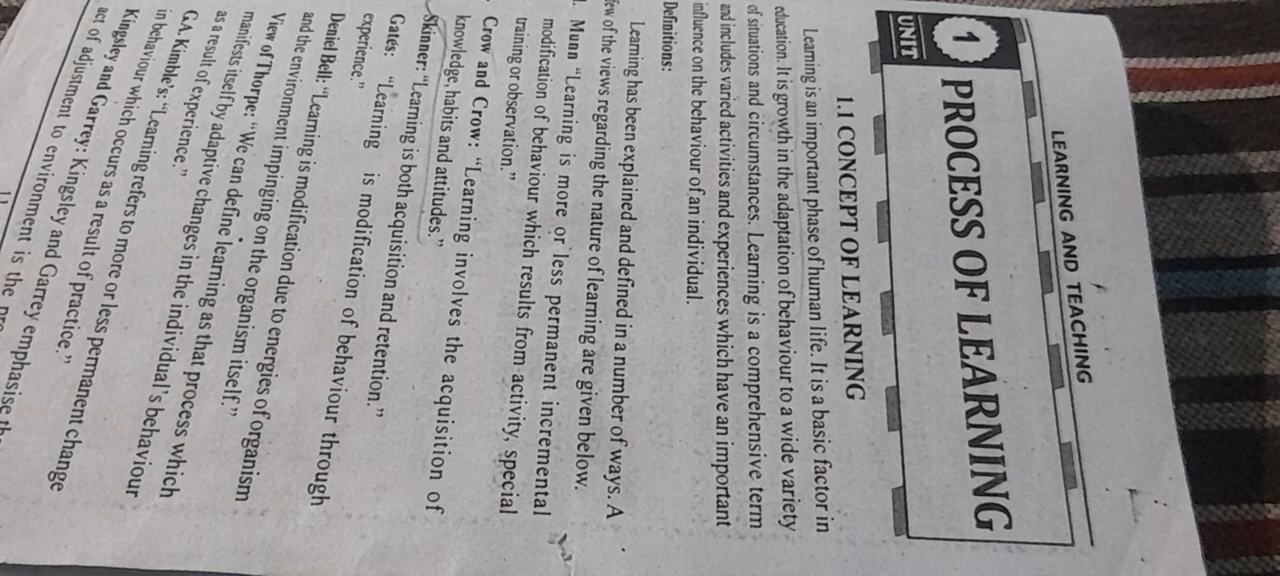 LEARNING AND TEACHING
1
UNIT
PROCESS OF LEARNING
1.1 CONCEPT OF LEARNING
Learning is an important phase of human life. It is a basic factor in
education. It is growth in the adaptation of behaviour to a wide variety
of situations and circumstances. Learning is a comprehensive term
and includes varied activities and experiences which have an important
influence on the behaviour of an individual.
Definitions:
Learning has been explained and defined in a number of ways. A
few of the views regarding the nature of learning are given below.
1. Munn "Learning is more or less permanent incremental
modification of behaviour which results from activity, special
training or observation."
Crow and Crow: "Learning involves the acquisition of
knowledge, habits and attitudes."
Skinner: "Learning is both acquisition and retention."
Gates: "Learning is modification of behaviour through
experience."
Deniel Bell: "Learning is modification due to energies of organism
and the environment impinging on the organism itself."
View of Thorpe: "We can define learning as that process which
manifests itself by adaptive changes in the individual's behaviour
as a result of experience."
G.A. Kimble's: "Learning refers to more or less permanent change
in behaviour which occurs as a result of practice."
Kingsley and Garrey: Kingsley and Garrey emphasise the
act of adjustment to environment is the